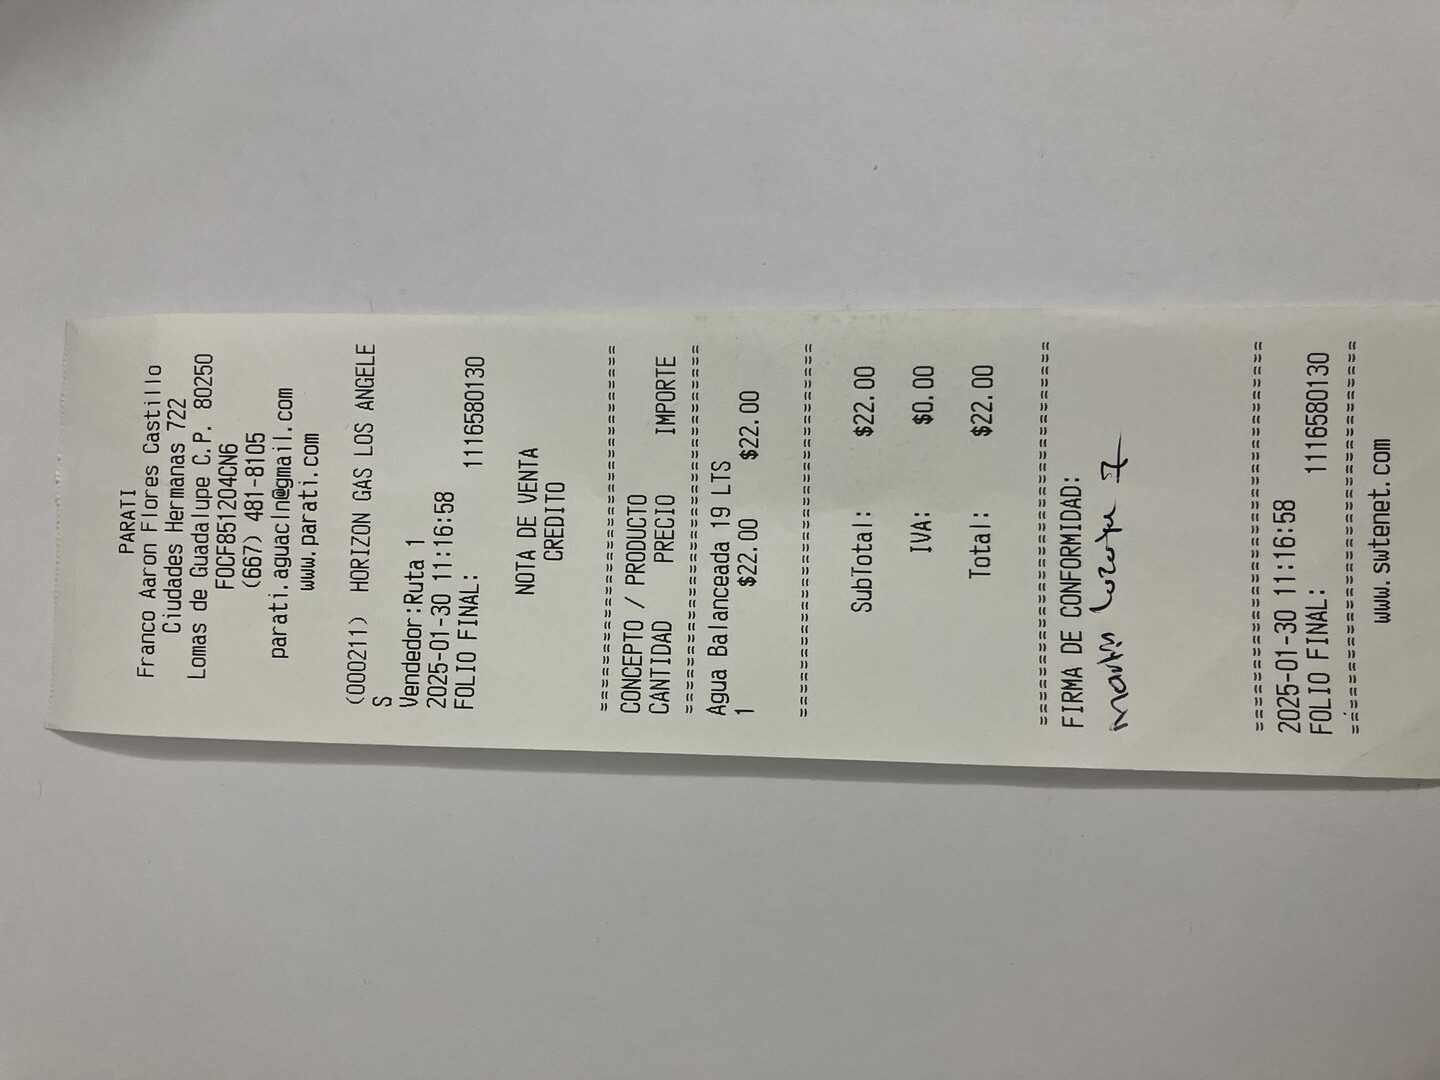 PARATI
Franco Aaron Flores Castillo
Ciudades Hermanas 722
Lomas de Guadalupe C.P. 80250
FOCF851204CN6
(667) 481-8105
parati.aguacln@gmail.com
www.parati.com
(000211) HORIZON GAS LOS ANGELE
S
Vendedor:Ruta 1
2025-01-30 11:16:58
FOLIO FINAL: 1116580130
NOTA DE VENTA
CREDITO
===============================
CONCEPTO / PRODUCTO
CANTIDAD PRECIO IMPORTE
===============================
Agua Balanceada 19 LTS
1 $22.00 $22.00
===============================
SubTotal: $22.00
IVA: $0.00
Total: $22.00
===============================
FIRMA DE CONFORMIDAD:
Martin
===============================
2025-01-30 11:16:58
FOLIO FINAL: 1116580130
===============================
www.swtenet.com